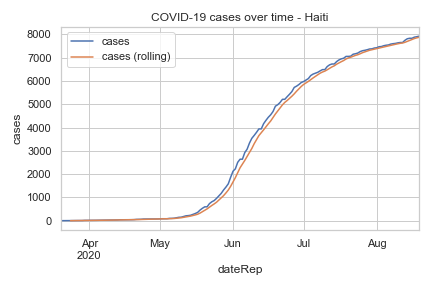 COVID-19 cases over time - Haiti
cases
cases (rolling)
8000
7000
6000
5000
4000
3000
2000
1000
0
cases
Apr
2020
May
Jun
Jul
Aug
dateRep